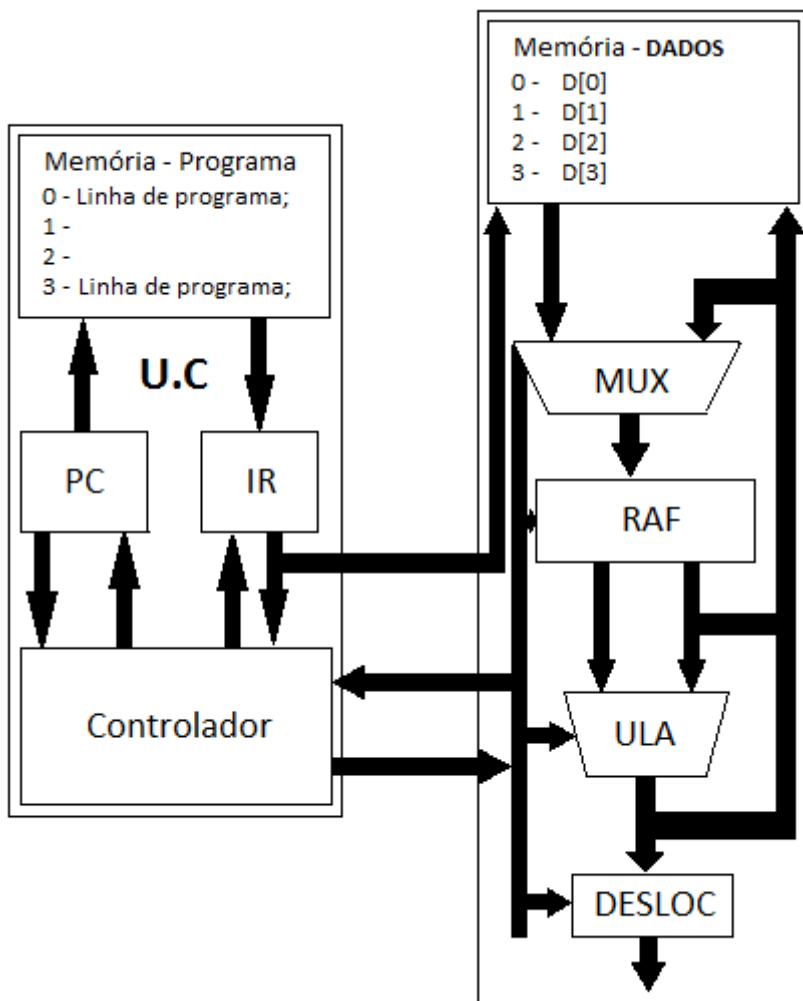 Memória - DADOS
0 - D[0]
1 - D[1]
2 - D[2]
3 - D[3]
Memória - Programa
0 - Linha de programa;
1 -
2 -
3 - Linha de programa;
U.C
MUX
PC
IR
RAF
Controlador
ULA
DESLOC